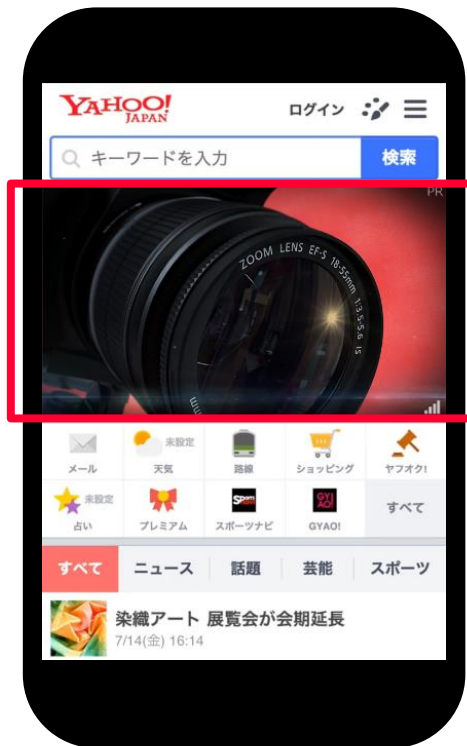 YAHOO!
JAPAN
ログイン
キーワードを入力
検索
PR
ZOOM LENS EF-S 18-55mm 1:3.5-5.6 IS
mm
未設定
メール
天気
路線
ショッピング
ヤフオク!
未設定
Sports
GYAO!
占い
プレミアム
スポーツナビ
GYAO!
すべて
すべて
ニュース
話題
芸能
スポーツ
染織アート 展覧会が会期延長
7/14(金) 16:14